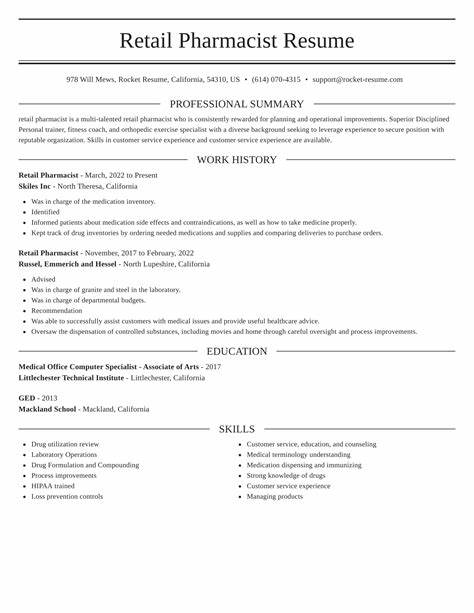 Retail Pharmacist Resume
978 Will Mews, Rocket Resume, California, 54310, US • (614) 070-4315 • support@rocket-resume.com
PROFESSIONAL SUMMARY
retail pharmacist is a multi-talented retail pharmacist who is consistently rewarded for planning and operational improvements. Superior Disciplined
Personal trainer, fitness coach, and orthopedic exercise specialist with a diverse background seeking to leverage experience to secure position with
reputable organization. Skills in customer service experience and customer service experience are available.
WORK HISTORY
Retail Pharmacist - March, 2022 to Present
Skiles Inc - North Theresa, California
• Was in charge of the medication inventory.
• Identified
• Informed patients about medication side effects and contraindications, as well as how to take medicine properly.
• Kept track of drug inventories by ordering needed medications and supplies and comparing deliveries to purchase orders.
Retail Pharmacist - November, 2017 to February, 2022
Russel, Emmerich and Hessel - North Lupeshire, California
• Advised
• Was in charge of granite and steel in the laboratory.
• Was in charge of departmental budgets.
• Recommendation
• Was able to successfully assist customers with medical issues and provide useful healthcare advice.
• Oversaw the dispensation of controlled substances, including movies and home through careful oversight and process improvements.
EDUCATION
Medical Office Computer Specialist - Associate of Arts - 2017
Littlechester Technical Institute - Littlechester, California
GED - 2013
Mackland School - Mackland, California
SKILLS
• Drug utilization review
• Laboratory Operations
• Drug Formulation and Compounding
• Process improvements
• HIPAA trained
• Loss prevention controls
• Customer service, education, and counseling
• Medical terminology understanding
• Medication dispensing and immunizing
• Strong values
• Customer service experience
• Managing products